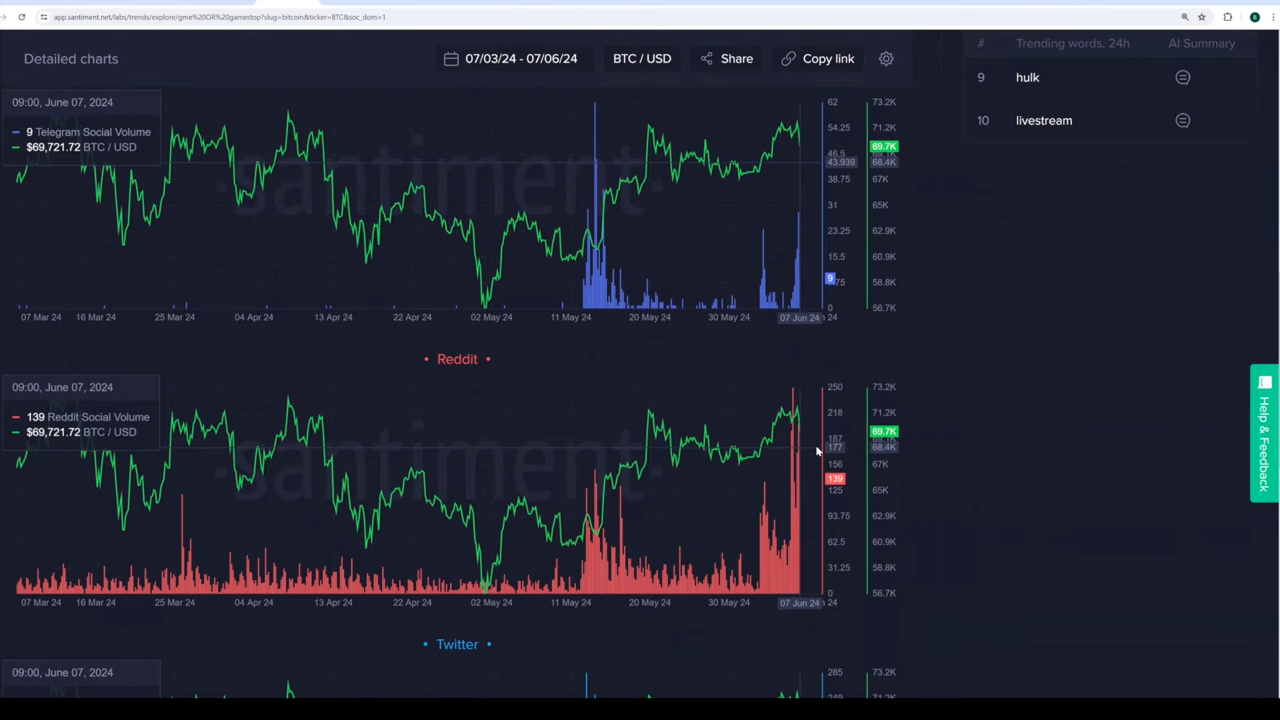 app.santiment.net/labs/trends/explore/gme%20OR%20gamestop?slug=bitcoin&ticker=BTC&soc_dom=1
B
Detailed charts
07/03/24 - 07/06/24
BTC / USD
Share
Copy link
# Trending words, 24h AI Summary
9 hulk
10 livestream
09:00, June 07, 2024
9 Telegram Social Volume
$69,721.72 BTC / USD
·santiment·
62 73.2K
54.25 71.2K
69.7K
46.5
43.939 68.4K
38.75 67K
31 65K
23.25 62.9K
15.5 60.9K
9 75 58.8K
0 56.7K
07 Mar 24 16 Mar 24 25 Mar 24 04 Apr 24 13 Apr 24 22 Apr 24 02 May 24 11 May 24 20 May 24 30 May 24 07 Jun 24 24
• Reddit •
09:00, June 07, 2024
139 Reddit Social Volume
$69,721.72 BTC / USD
·santiment·
250 73.2K
218 71.2K
69.7K
187
177 68.4K
156 67K
139
125 65K
93.75 62.9K
62.5 60.9K
31.25 58.8K
0 56.7K
07 Mar 24 16 Mar 24 25 Mar 24 04 Apr 24 13 Apr 24 22 Apr 24 02 May 24 11 May 24 20 May 24 30 May 24 07 Jun 24 24
• Twitter •
09:00, June 07, 2024
285 73.2K
Help & Feedback